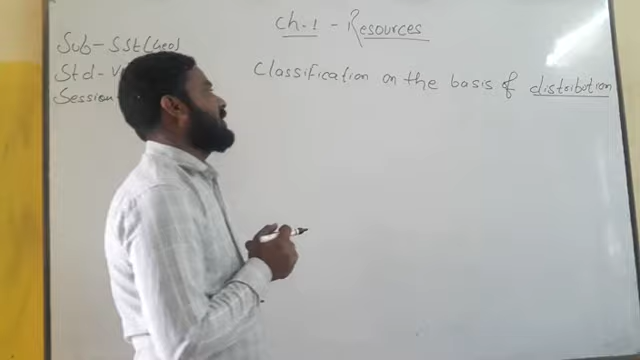 Ch.1 - Resources
Sub - SSt (Geo)
Std - V
Session
Classification on the basis of distribution